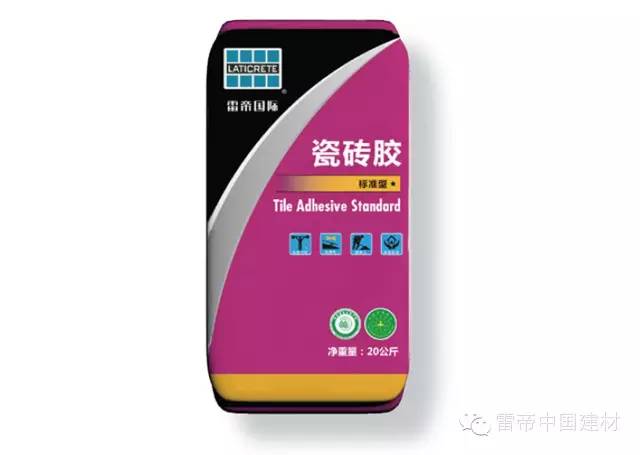 LATICRETE
®
雷帝国际
瓷砖胶
标准型 ★
Tile Adhesive Standard
净重量：20公斤
雷帝中国建材